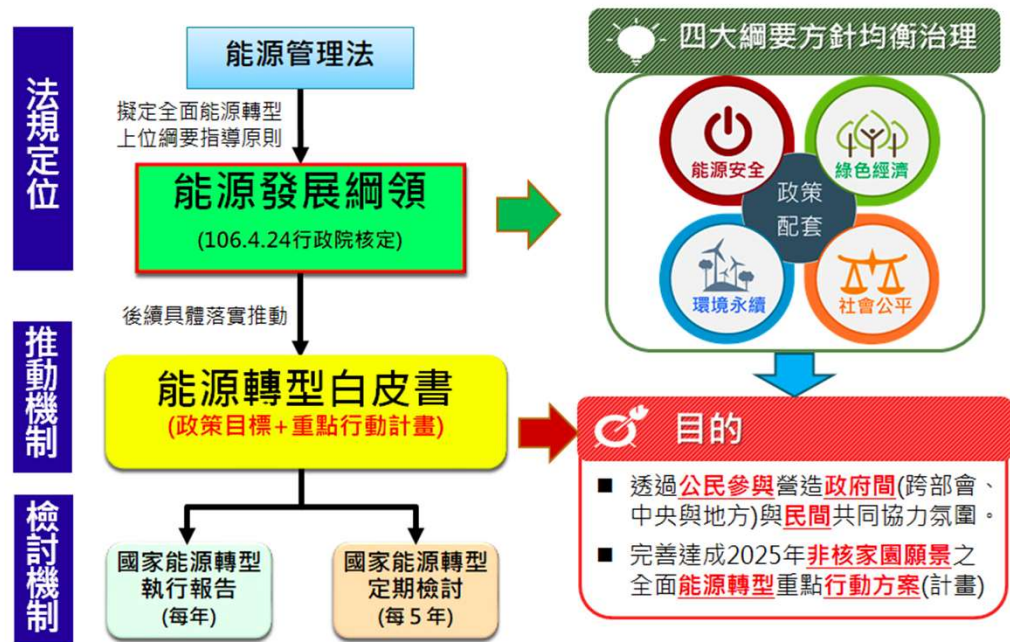 法規定位
能源管理法
擬定全面能源轉型
上位綱要指導原則
能源發展綱領
(106.4.24行政院核定)
後續具體落實推動
推動機制
能源轉型白皮書
(政策目標+重點行動計畫)
檢討機制
國家能源轉型
執行報告
(每年)
國家能源轉型
定期檢討
(每5年)
四大綱要方針均衡治理
能源安全
綠色經濟
政策
配套
環境永續
社會公平
目的
■ 透過公民參與營造政府間(跨部會、
中央與地方)與民間共同協力氛圍。
■ 完善達成2025年非核家園願景之
全面能源轉型重點行動方案(計畫)